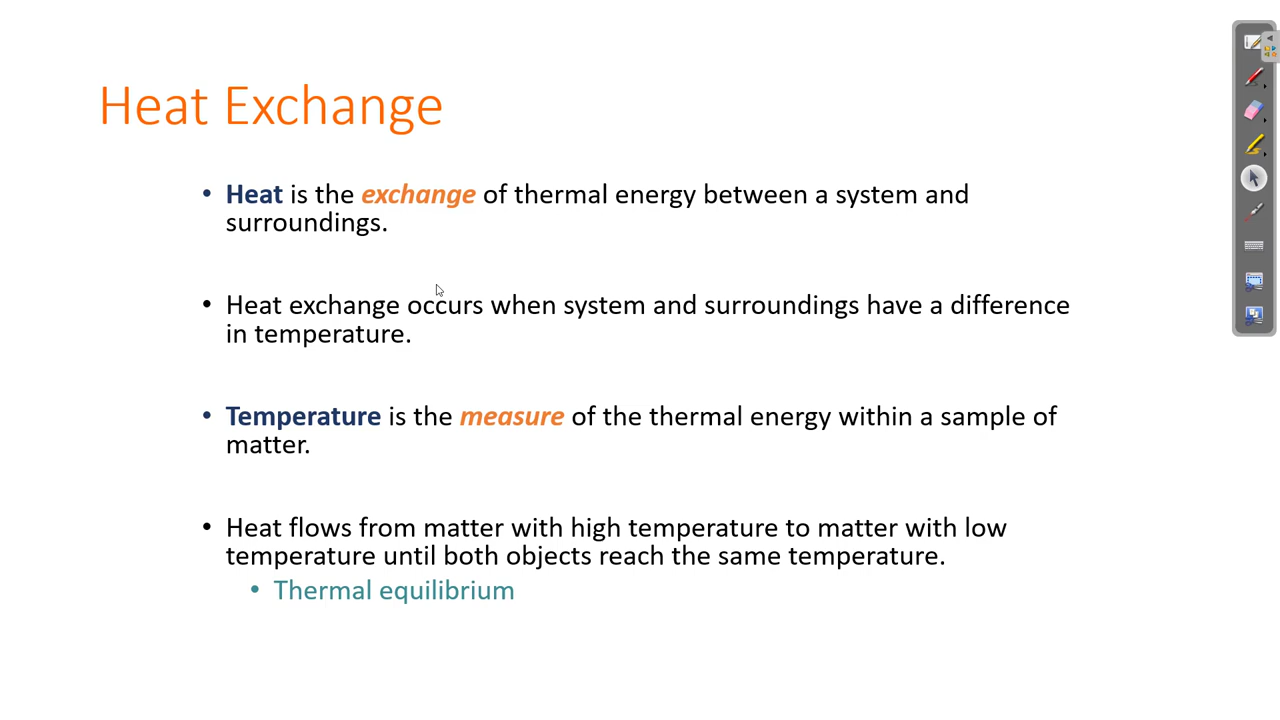 Heat Exchange
• Heat is the exchange of thermal energy between a system and
surroundings.
• Heat exchange occurs when system and surroundings have a difference
in temperature.
• Temperature is the measure of the thermal energy within a sample of
matter.
• Heat flows from matter with high temperature to matter with low
temperature until both objects reach the same temperature.
• Thermal equilibrium